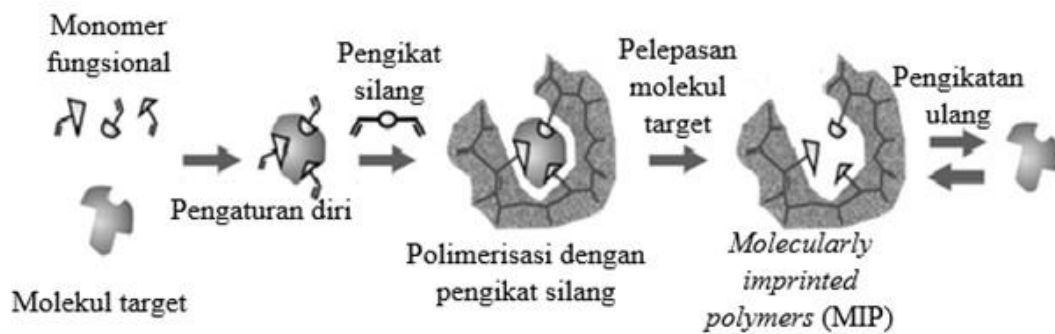 Monomer
fungsional
Molekul target
Pengaturan diri
Pengikat
silang
Polimerisasi dengan
pengikat silang
Pelepasan
molekul
target
Molecularly
imprinted
polymers (MIP)
Pengikatan
ulang